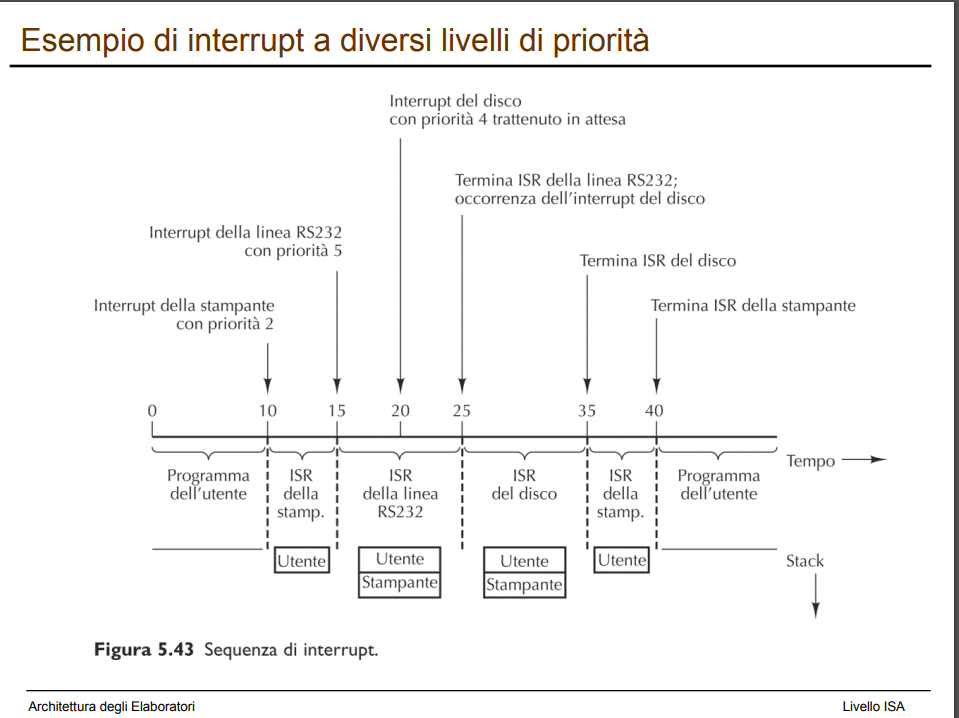 Esempio di interrupt a diversi livelli di priorità
Interrupt del disco
con priorità 4 trattenuto in attesa
Termina ISR della linea RS232;
occorrenza dell'interrupt del disco
Interrupt della linea RS232
con priorità 5
Termina ISR del disco
Interrupt della stampante
con priorità 2
Termina ISR della stampante
0 10 15 20 25 35 40
Tempo
Programma
dell'utente
ISR
della
stamp.
ISR
della linea
RS232
ISR
del disco
ISR
della
stamp.
Programma
dell'utente
Utente
Utente
Stampante
Utente
Stampante
Utente
Stack
Figura 5.43 Sequenza di interrupt.
Architettura degli Elaboratori
Livello ISA